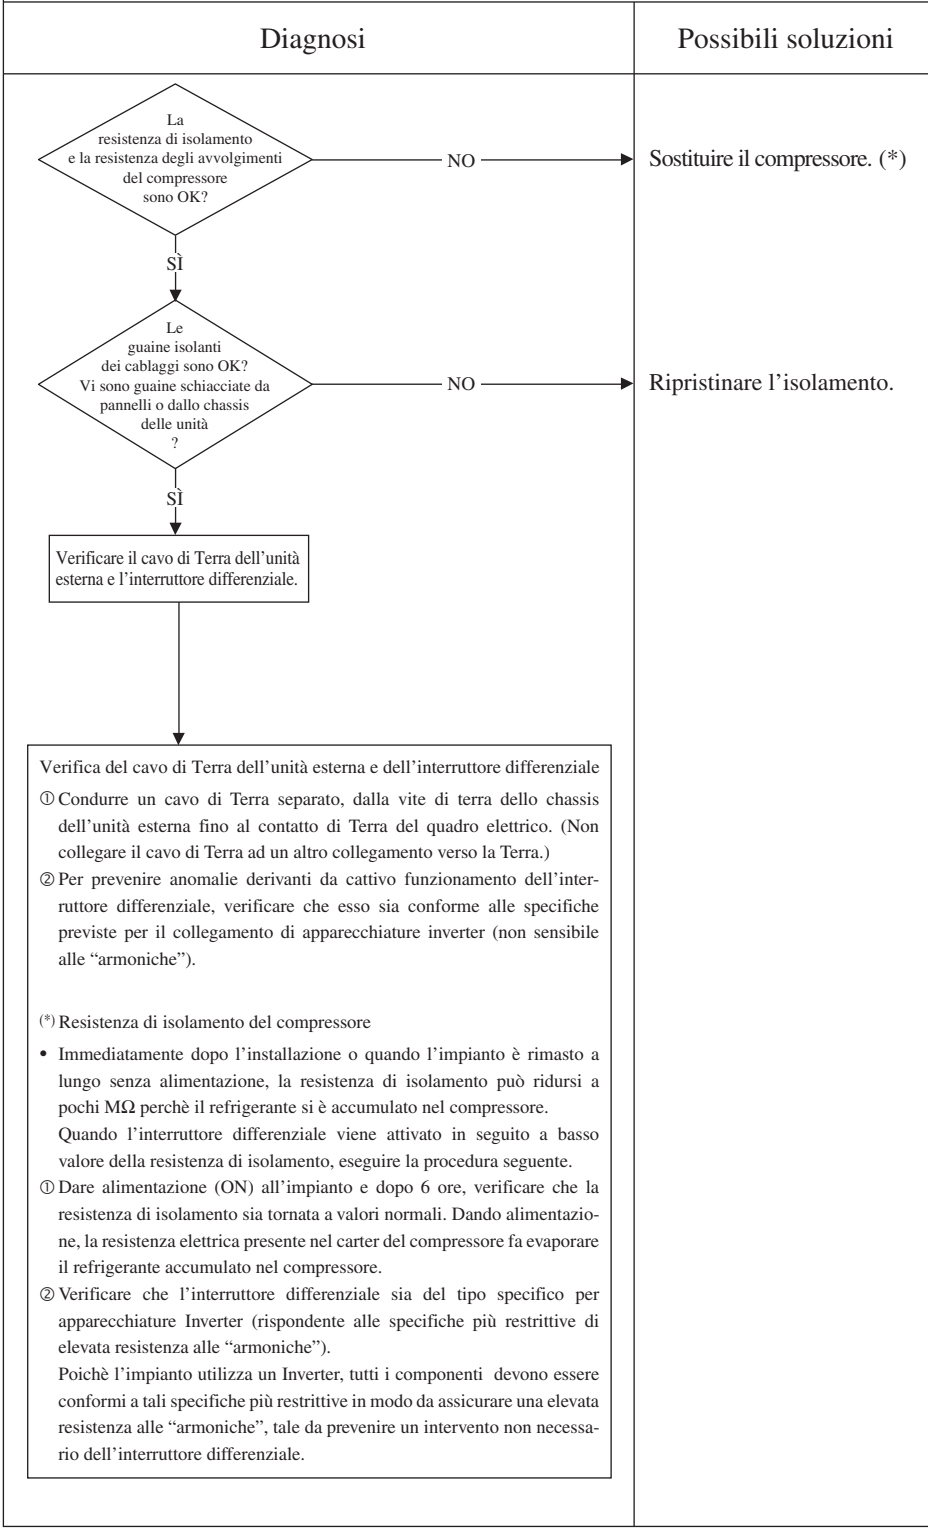 Diagnosi
Possibili soluzioni
La
resistenza di isolamento
e la resistenza degli avvolgimenti
del compressore
sono OK?
NO
Sostituire il compressore. (*)
SÌ
Le
guaine isolanti
dei cablaggi sono OK?
Vi sono guaine schiacciate da
pannelli o dallo chassis
delle unità
?
NO
Ripristinare l’isolamento.
SÌ
Verificare il cavo di Terra dell’unità
esterna e l’interruttore differenziale.
Verifica del cavo di Terra dell’unità esterna e dell’interruttore differenziale
① Condurre un cavo di Terra separato, dalla vite di terra dello chassis
dell’unità esterna fino al contatto di Terra del quadro elettrico. (Non
collegare il cavo di Terra ad un altro collegamento verso la Terra.)
② Per prevenire anomalie derivanti da cattivo funzionamento dell’inter-
ruttore differenziale, verificare che esso sia conforme alle specifiche
previste per il collegamento di apparecchiature inverter (non sensibile
alle “armoniche”).
(*) Resistenza di isolamento del compressore
• Immediatamente dopo l’installazione o quando l’impianto è rimasto a
lungo senza alimentazione, la resistenza di isolamento può ridursi a
pochi MΩ perchè il refrigerante si è accumulato nel compressore.
Quando l’interruttore differenziale viene attivato in seguito a basso
valore della resistenza di isolamento, eseguire la procedura seguente.
① Dare alimentazione (ON) all’impianto e dopo 6 ore, verificare che la
resistenza di isolamento sia tornata a valori normali. Dando alimentazio-
ne, la resistenza elettrica presente nel carter del compressore fa evaporare
il refrigerante accumulato nel compressore.
② Verificare che l’interruttore differenziale sia del tipo specifico per
apparecchiature Inverter (rispondente alle specifiche più restrittive di
elevata resistenza alle “armoniche”).
Poichè l’impianto utilizza un Inverter, tutti i componenti devono essere
conformi a tali specifiche più restrittive in modo da assicurare una elevata
resistenza alle “armoniche”, tale da prevenire un intervento non necessa-
rio dell’interruttore differenziale.